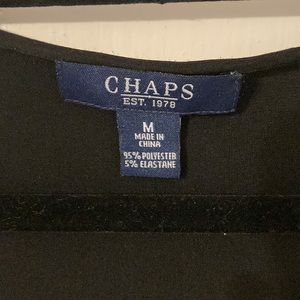 CHAPS
EST. 1978
M
MADE IN
CHINA
95% POLYESTER
5% ELASTANE